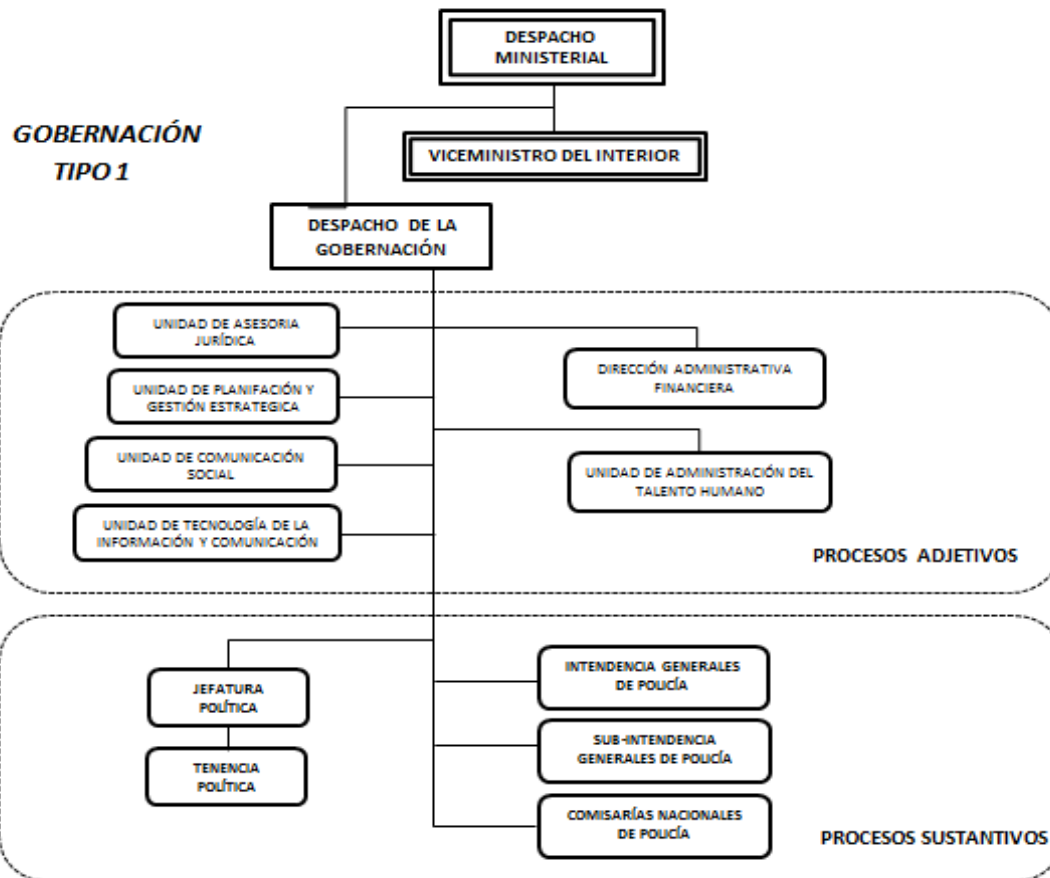 DESPACHO
MINISTERIAL
GOBERNACIÓN
TIPO 1
VICEMINISTRO DEL INTERIOR
DESPACHO DE LA
GOBERNACIÓN
UNIDAD DE ASESORIA
JURÍDICA
DIRECCIÓN ADMINISTRATIVA
FINANCIERA
UNIDAD DE PLANIFACIÓN Y
GESTIÓN ESTRATEGICA
UNIDAD DE COMUNICACIÓN
SOCIAL
UNIDAD DE ADMINISTRACIÓN DEL
TALENTO HUMANO
UNIDAD DE TECNOLOGÍA DE LA
INFORMACIÓN Y COMUNICACIÓN
PROCESOS ADJETIVOS
JEFATURA
POLÍTICA
TENENCIA
POLÍTICA
INTENDENCIA GENERALES
DE POLICÍA
SUB-INTENDENCIA
GENERALES DE POLICÍA
COMISARÍAS NACIONALES
DE POLICÍA
PROCESOS SUSTANTIVOS